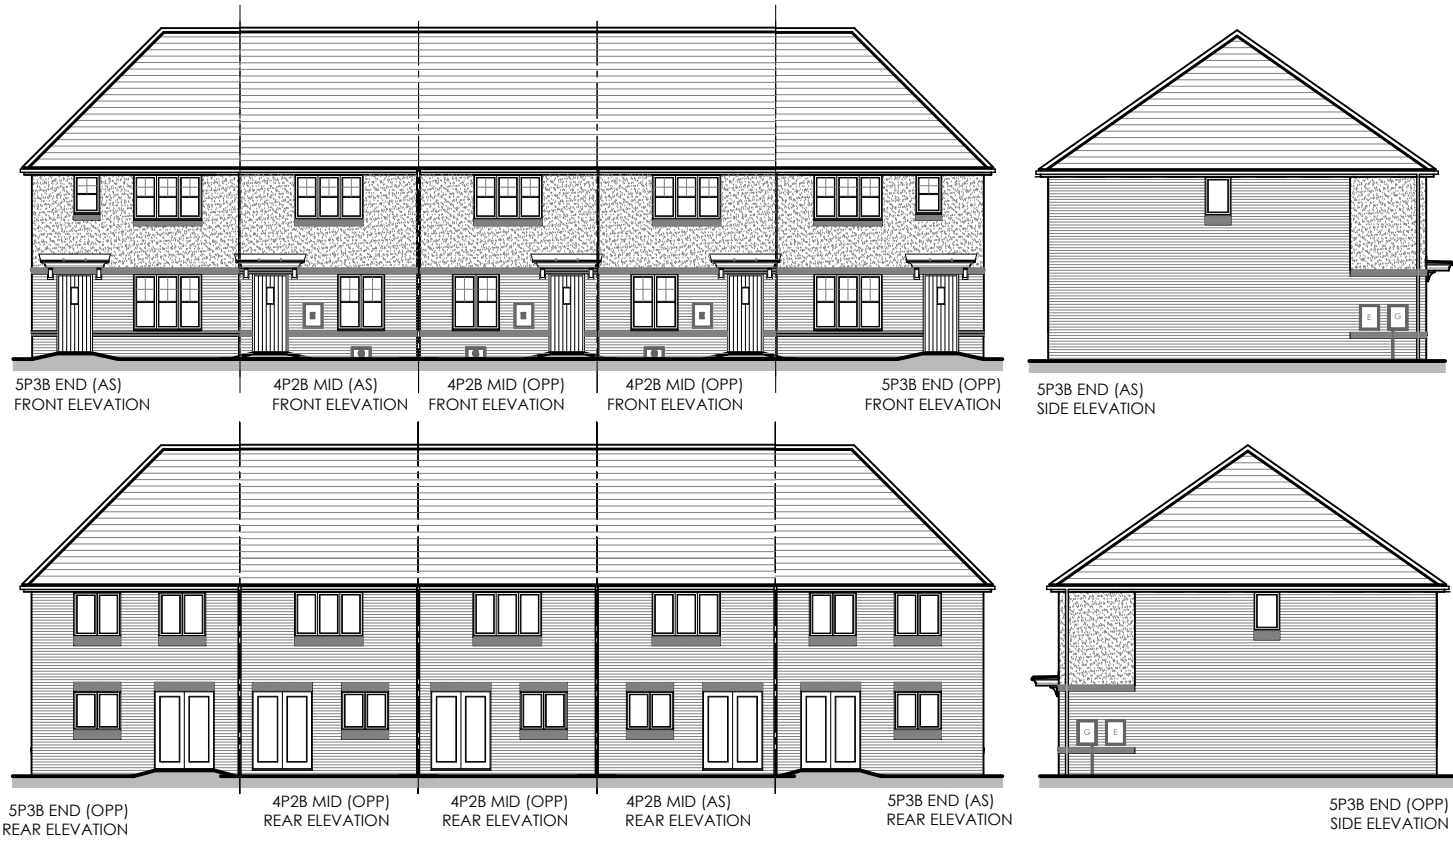 E
E
E
E
G
5P3B END (AS)
FRONT ELEVATION
4P2B MID (AS)
FRONT ELEVATION
4P2B MID (OPP)
FRONT ELEVATION
4P2B MID (OPP)
FRONT ELEVATION
5P3B END (OPP)
FRONT ELEVATION
5P3B END (AS)
SIDE ELEVATION
G
E
5P3B END (OPP)
REAR ELEVATION
4P2B MID (OPP)
REAR ELEVATION
4P2B MID (OPP)
REAR ELEVATION
4P2B MID (AS)
REAR ELEVATION
5P3B END (AS)
REAR ELEVATION
5P3B END (OPP)
SIDE ELEVATION